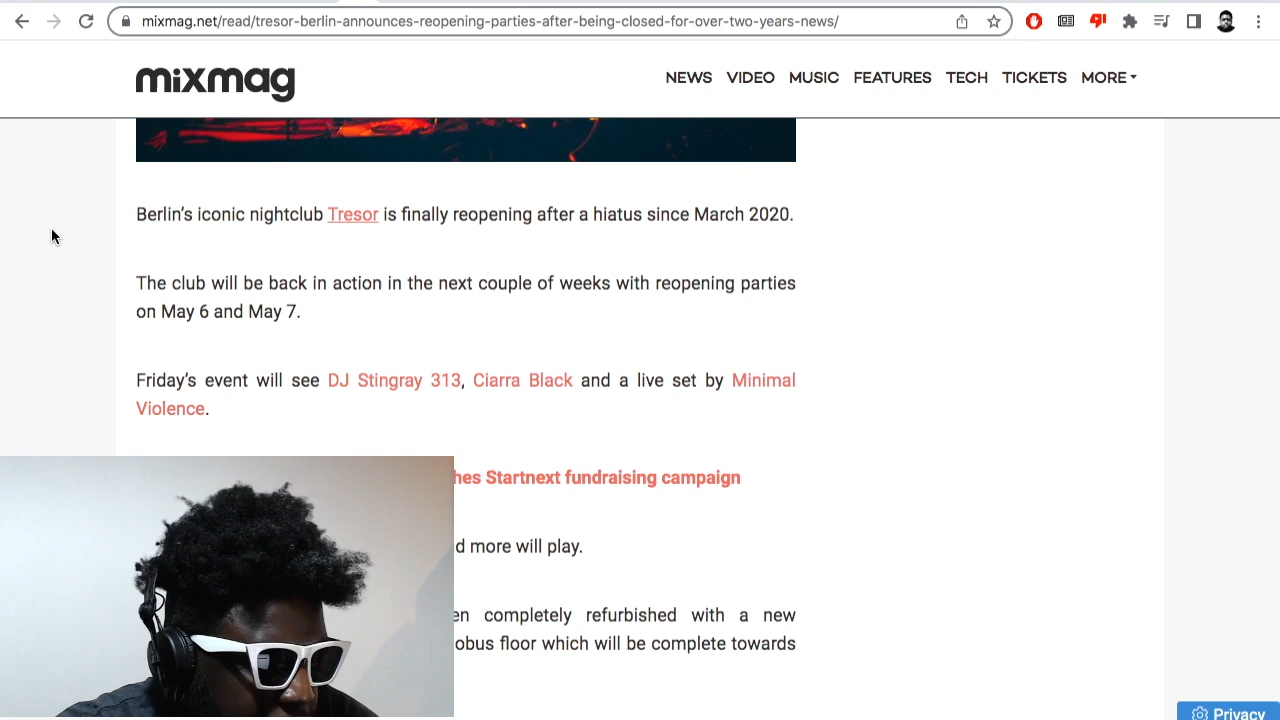 mixmag.net/read/tresor-berlin-announces-reopening-parties-after-being-closed-for-over-two-years-news/
mixmag
NEWS VIDEO MUSIC FEATURES TECH TICKETS MORE
Berlin's iconic nightclub Tresor is finally reopening after a hiatus since March 2020.
The club will be back in action in the next couple of weeks with reopening parties
on May 6 and May 7.
Friday's event will see DJ Stingray 313, Ciarra Black and a live set by Minimal
Violence.
hes Startnext fundraising campaign
d more will play.
en completely refurbished with a new
obus floor which will be complete towards
Privacy